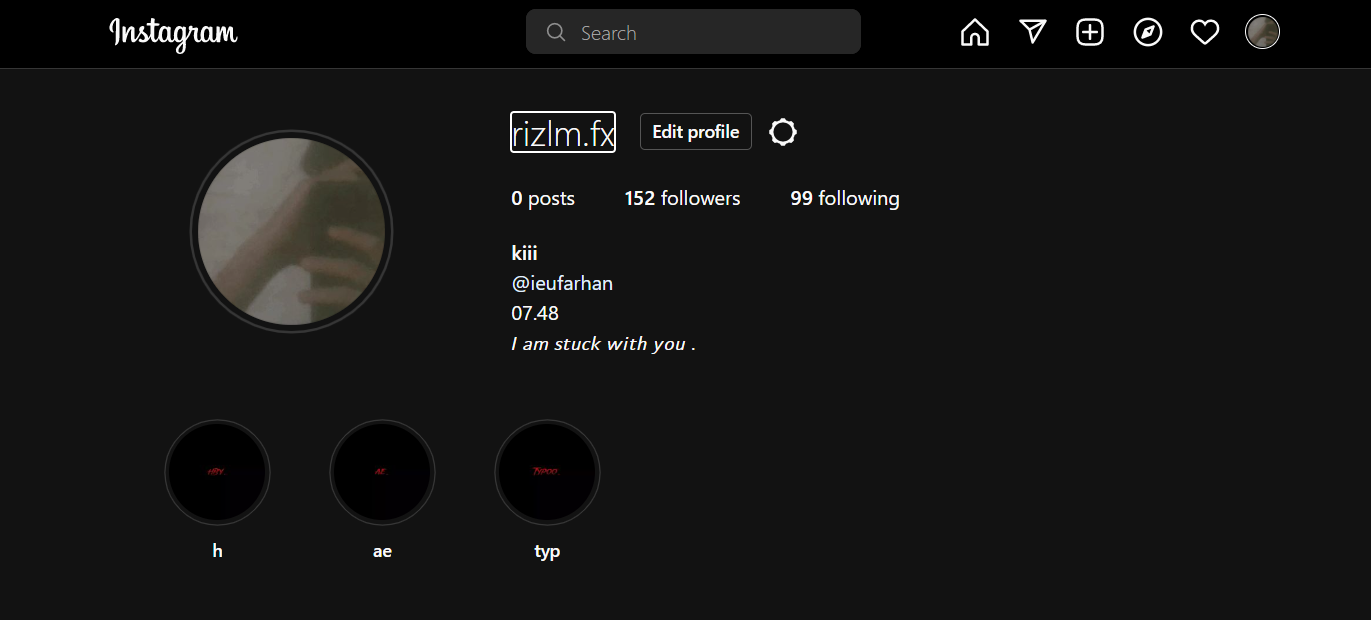 Instagram
Search
rizlm.fx
Edit profile
0 posts 152 followers 99 following
kiii
@ieufarhan
07.48
I am stuck with you .
AE
h
ae
typ